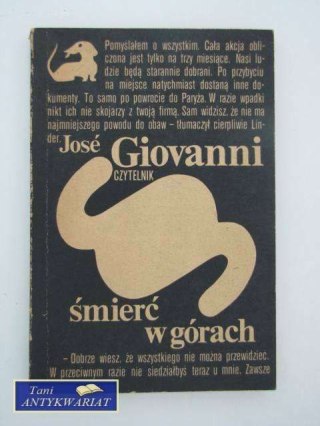 Pomyślałem o wszystkim. Cała akcja obli-
czona jest tylko na trzy miesiące. Nasi lu-
dzie będą starannie dobrani. Po przybyciu
na miejsce natychmiast dostaną inne do-
kumenty. To samo po powrocie do Paryża. W razie wpadki
nikt ich nie skojarzy z twoją firmą. Sam widzisz, że nie ma
najmniejszego powodu do obaw – tłumaczył cierpliwie Lin-
der.
José Giovanni
CZYTELNIK
śmierć
w górach
– Dobrze wiesz, że wszystkiego nie można przewidzieć.
W przeciwnym razie nie siedziałbyś teraz u mnie. Zawsze
Tani
ANTYKWARIAT